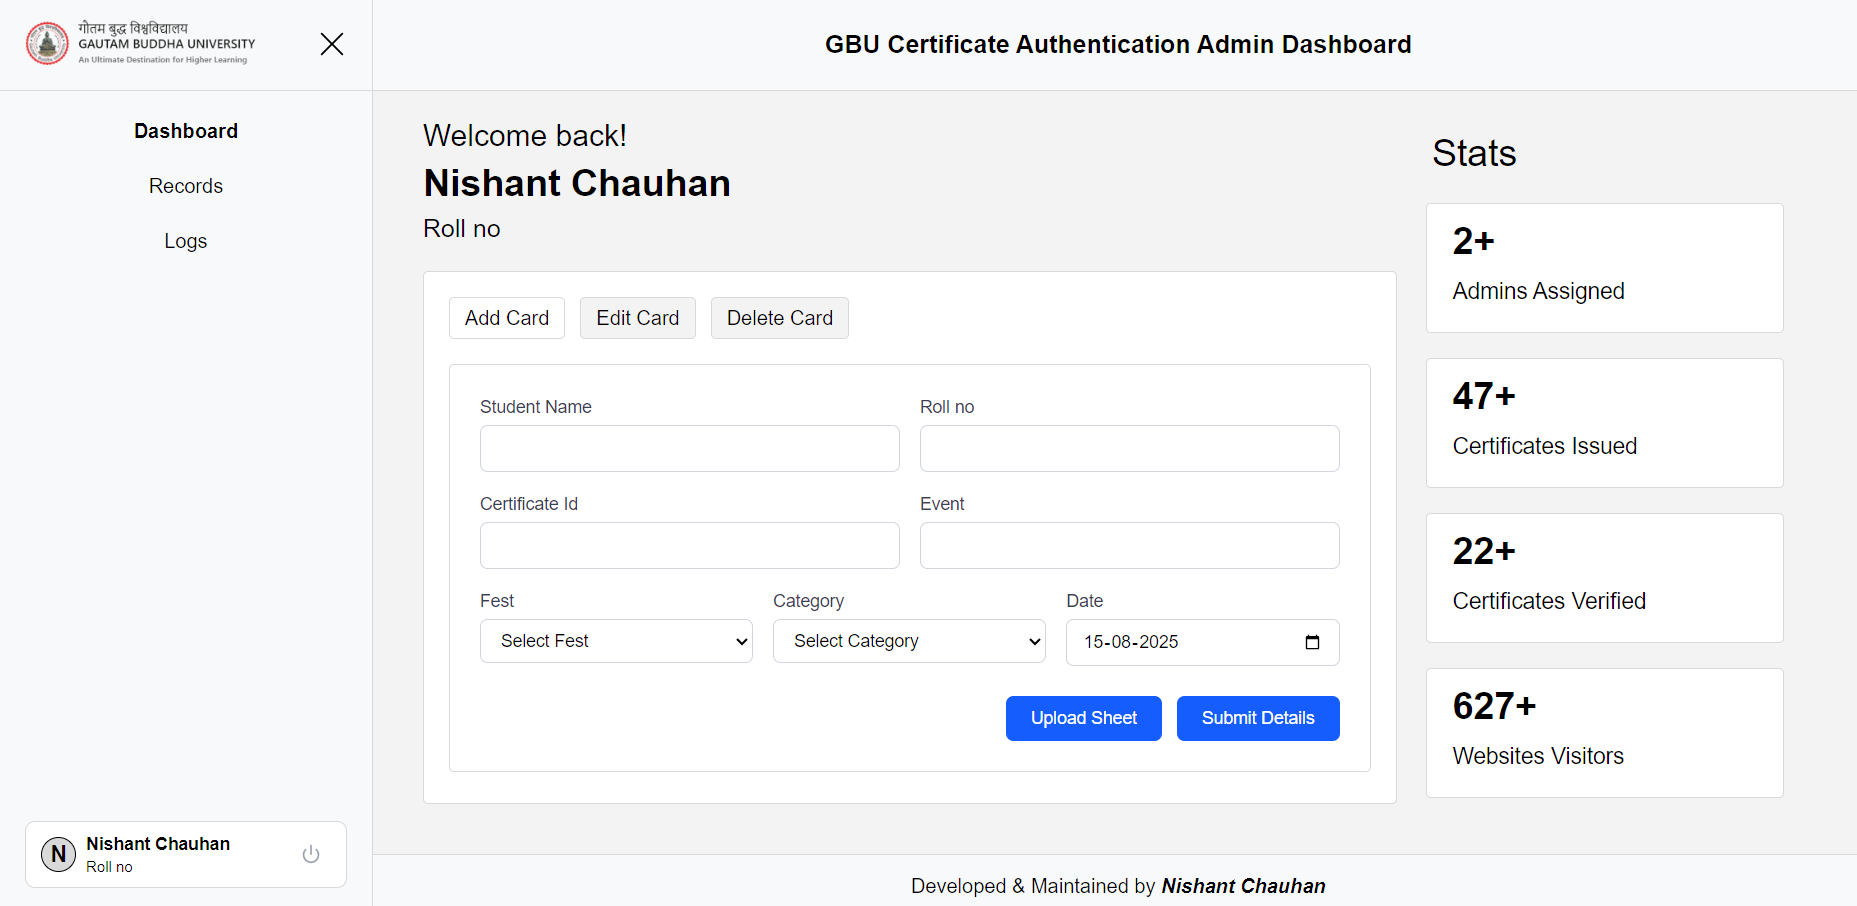 गौतम बुद्ध विश्वविद्यालय
GAUTAM BUDDHA UNIVERSITY
An Ultimate Destination for Higher Learning
GBU Certificate Authentication Admin Dashboard
Dashboard
Records
Logs
Nishant Chauhan
Roll no
N
Welcome back!
Nishant Chauhan
Roll no
Add Card
Edit Card
Delete Card
Student Name
Roll no
Certificate Id
Event
Fest
Category
Date
Select Fest
Select Category
15-08-2025
Upload Sheet
Submit Details
Stats
2+
Admins Assigned
47+
Certificates Issued
22+
Certificates Verified
627+
Websites Visitors
Developed & Maintained by Nishant Chauhan